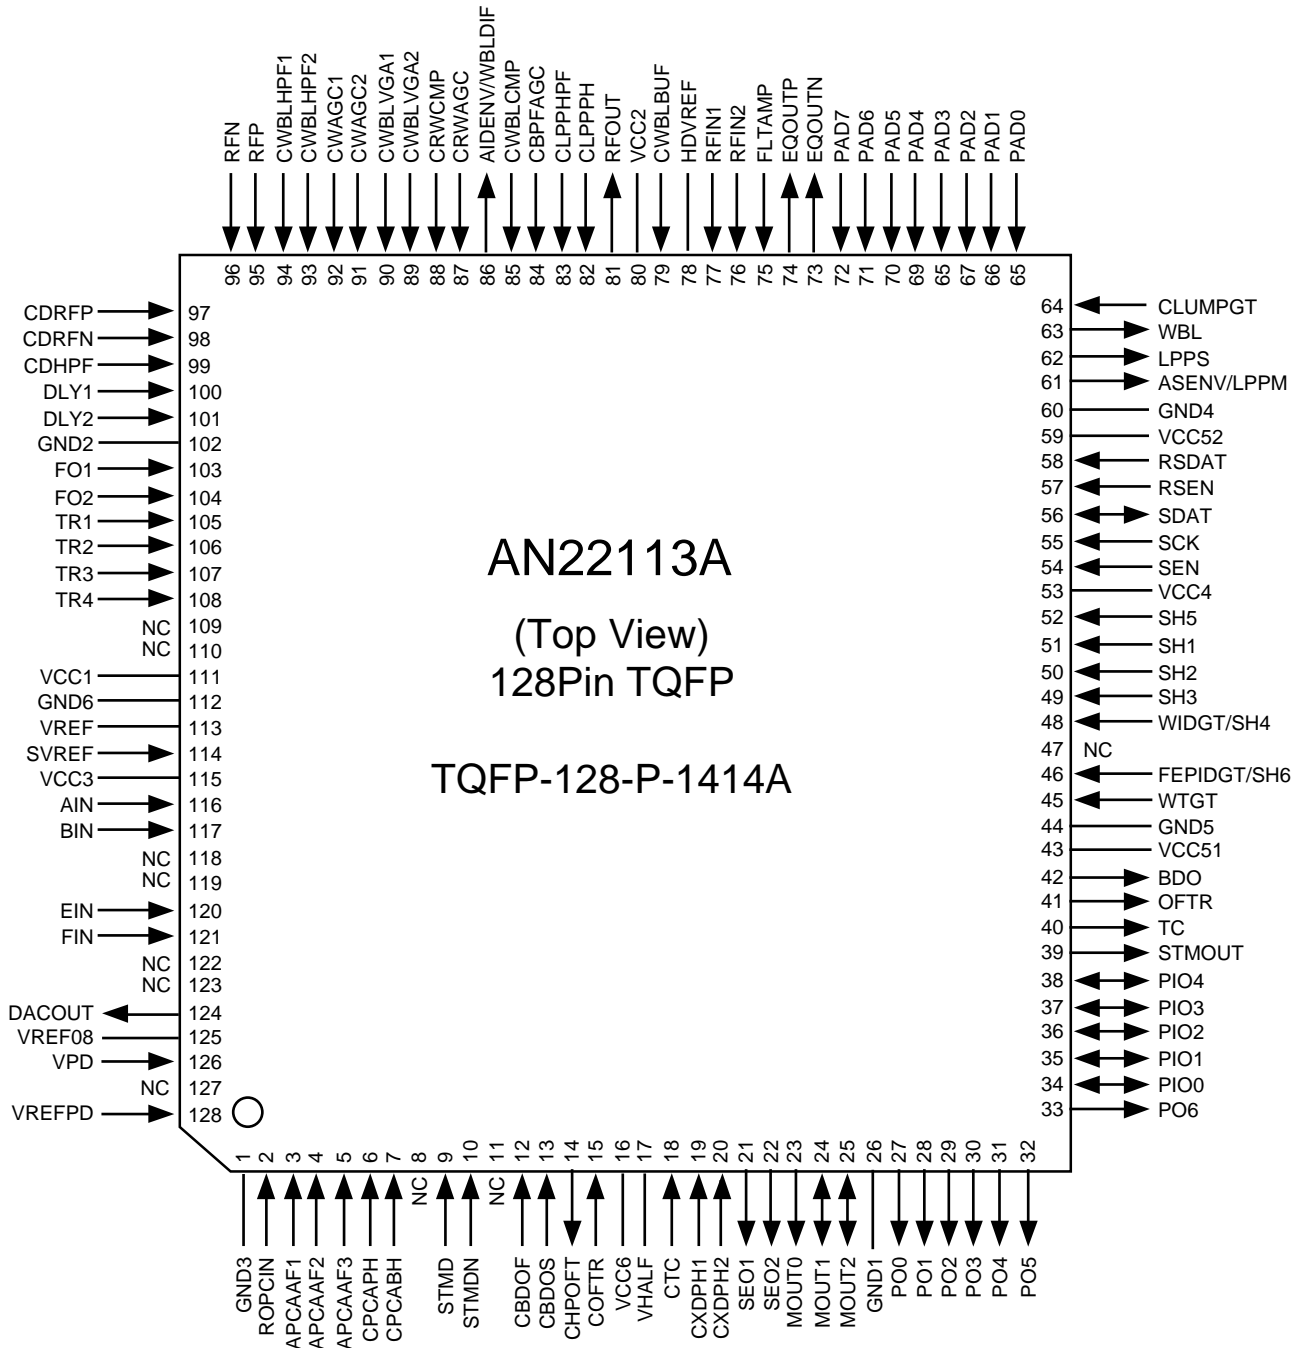 RFN
RFP
CWBLHPF1
CWBLHPF2
CWAGC1
CWAGC2
CWBLVGA1
CWBLVGA2
CRWCMP
CRWAGC
AIDENV/WBLDIF
CWBLCMP
CBPFAGC
CLPPHPF
CLPPPH
RFOUT
VCC2
CWBLBUF
HDVREF
RFIN1
RFIN2
FLTAMP
EQOUTP
EQOUTN
PAD7
PAD6
PAD5
PAD4
PAD3
PAD2
PAD1
PAD0
96
95
94
93
92
91
90
89
88
87
86
85
84
83
82
81
80
79
78
77
76
75
74
73
72
71
70
69
65
67
66
65
CDRFP 97
CDRFN 98
CDHPF 99
DLY1 100
DLY2 101
GND2 102
FO1 103
FO2 104
TR1 105
TR2 106
TR3 107
TR4 108
NC 109
NC 110
VCC1 111
GND6 112
VREF 113
SVREF 114
VCC3 115
AIN 116
BIN 117
NC 118
NC 119
EIN 120
FIN 121
NC 122
NC 123
DACOUT 124
VREF08 125
VPD 126
NC 127
VREFPD 128
AN22113A
(Top View)
128Pin TQFP
TQFP-128-P-1414A
64 CLUMPGT
63 WBL
62 LPPS
61 ASENV/LPPM
60 GND4
59 VCC52
58 RSDAT
57 RSEN
56 SDAT
55 SCK
54 SEN
53 VCC4
52 SH5
51 SH1
50 SH2
49 SH3
48 WIDGT/SH4
47 NC
46 FEPIDGT/SH6
45 WTGT
44 GND5
43 VCC51
42 BDO
41 OFTR
40 TC
39 STMOUT
38 PIO4
37 PIO3
36 PIO2
35 PIO1
34 PIO0
33 PO6
1
2
3
4
5
6
7
8
9
10
11
12
13
14
15
16
17
18
19
20
21
22
23
24
25
26
27
28
29
30
31
32
GND3
ROPCIN
APCAAF1
APCAAF2
APCAAF3
CPCAPH
CPCABH
NC
STMD
STMDN
NC
CBDOF
CBDOS
CHPOFT
COFTR
VCC6
VHALF
CTC
CXDPH1
CXDPH2
SEO1
SEO2
MOUT0
MOUT1
MOUT2
GND1
PO0
PO1
PO2
PO3
PO4
PO5